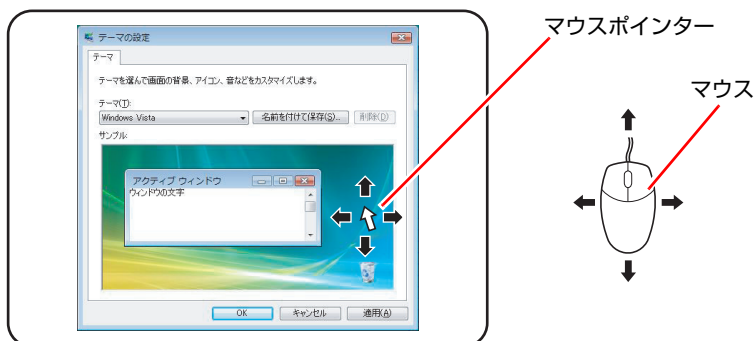 マウスポインター
テーマの設定
テーマ
テーマを選んで画面の背景、アイコン、音などをカスタマイズします。
テーマ(T):
Windows Vista 名前を付けて保存(S)... 削除(D)
サンプル:
アクティブ ウィンドウ
ウィンドウの文字
OK キャンセル 適用(A)
マウス